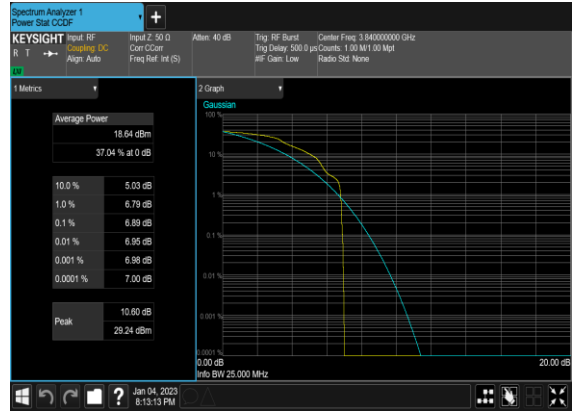 Spectrum Analyzer 1
Power Stat CCDF
KEYSIGHT
R T
LXI
Input: RF
Coupling: DC
Align: Auto
Input Z: 50 Ω
Corr CCorr
Freq Ref: Int (S)
Atten: 40 dB
Trig: RF Burst
Trig Delay: 500.0 µs
#IF Gain: Low
Center Freq: 3.840000000 GHz
Counts: 1.00 M/1.00 Mpt
Radio Std: None
1 Metrics
Average Power
18.64 dBm
37.04 % at 0 dB
10.0 % 5.03 dB
1.0 % 6.79 dB
0.1 % 6.89 dB
0.01 % 6.95 dB
0.001 % 6.98 dB
0.0001 % 7.00 dB
Peak
10.60 dB
29.24 dBm
2 Graph
Gaussian
100 %
10 %
1 %
0.1 %
0.01 %
0.001 %
0.0001 %
0.00 dB 20.00 dB
Info BW 25.000 MHz
Jan 04, 2023
8:13:13 PM